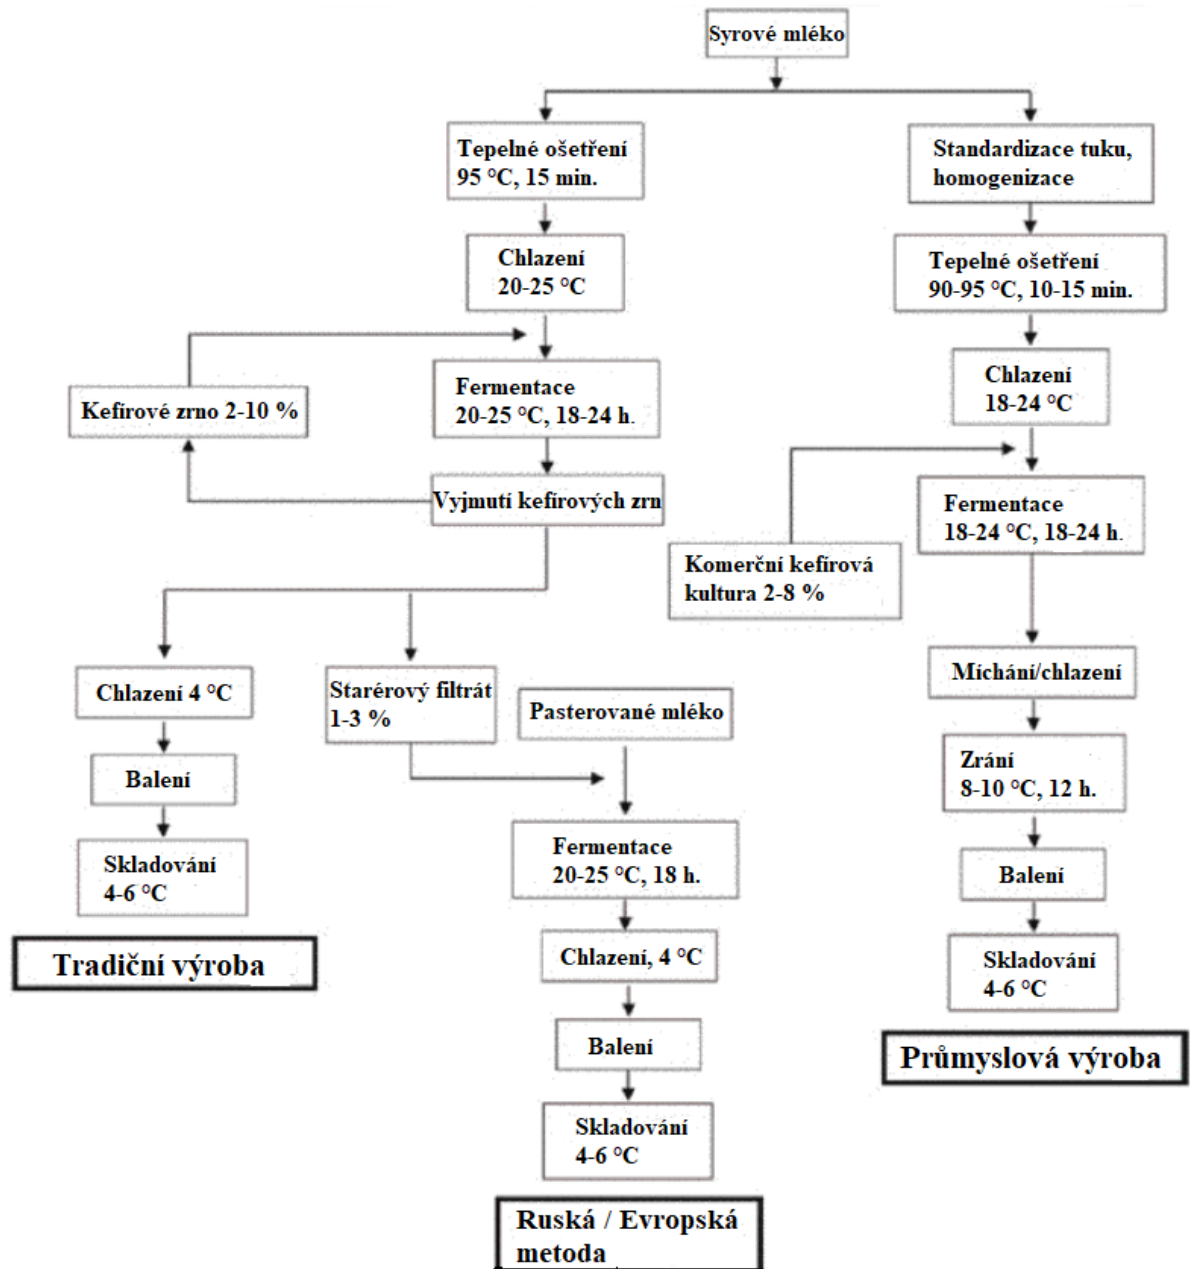 Syrové mléko
Tepelné ošetření
95 °C, 15 min.
Standardizace tuku,
homogenizace
Chlazení
20-25 °C
Tepelné ošetření
90-95 °C, 10-15 min.
Kefírové zrno 2-10 %
Fermentace
20-25 °C, 18-24 h.
Chlazení
18-24 °C
Vyjmutí kefírových zrn
Fermentace
18-24 °C, 18-24 h.
Komerční kefírová
kultura 2-8 %
Chlazení 4 °C
Starérový filtrát
1-3 %
Pasterované mléko
Míchání/chlazení
Balení
Zrání
8-10 °C, 12 h.
Skladování
4-6 °C
Fermentace
20-25 °C, 18 h.
Balení
Tradiční výroba
Chlazení, 4 °C
Skladování
4-6 °C
Balení
Průmyslová výroba
Skladování
4-6 °C
Ruská / Evropská
metoda